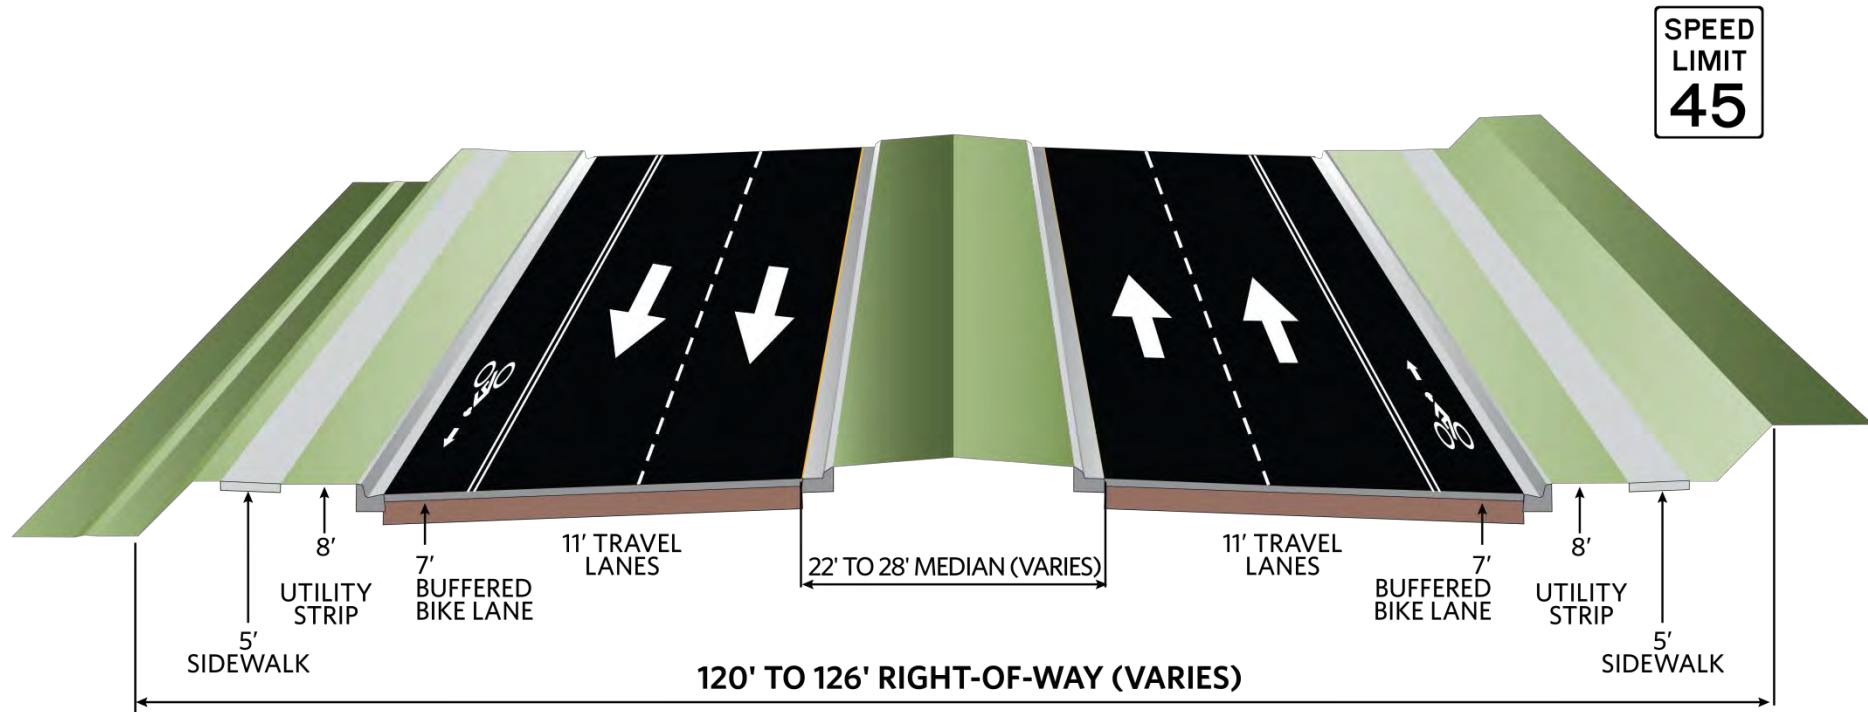 SPEED
LIMIT
45
5'
SIDEWALK
8'
UTILITY
STRIP
7'
BUFFERED
BIKE LANE
11' TRAVEL
LANES
22' TO 28' MEDIAN (VARIES)
11' TRAVEL
LANES
7'
BUFFERED
BIKE LANE
8'
UTILITY
STRIP
5'
SIDEWALK
120' TO 126' RIGHT-OF-WAY (VARIES)